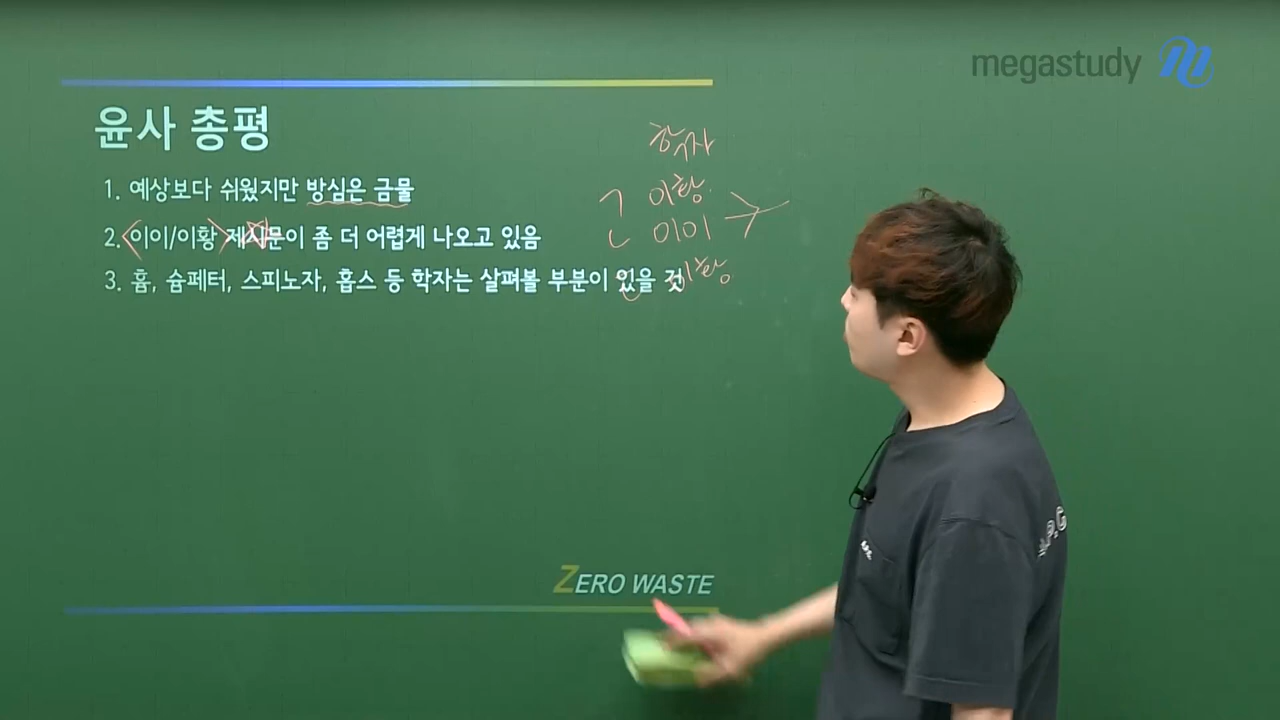 megastudy
윤사 총평
1. 예상보다 쉬웠지만 방심은 금물
2. 이이/이황 제시문이 좀 더 어렵게 나오고 있음
3. 흄, 슘페터, 스피노자, 홉스 등 학자는 살펴볼 부분이 있을 것
이황
이이
이황
ZERO WASTE